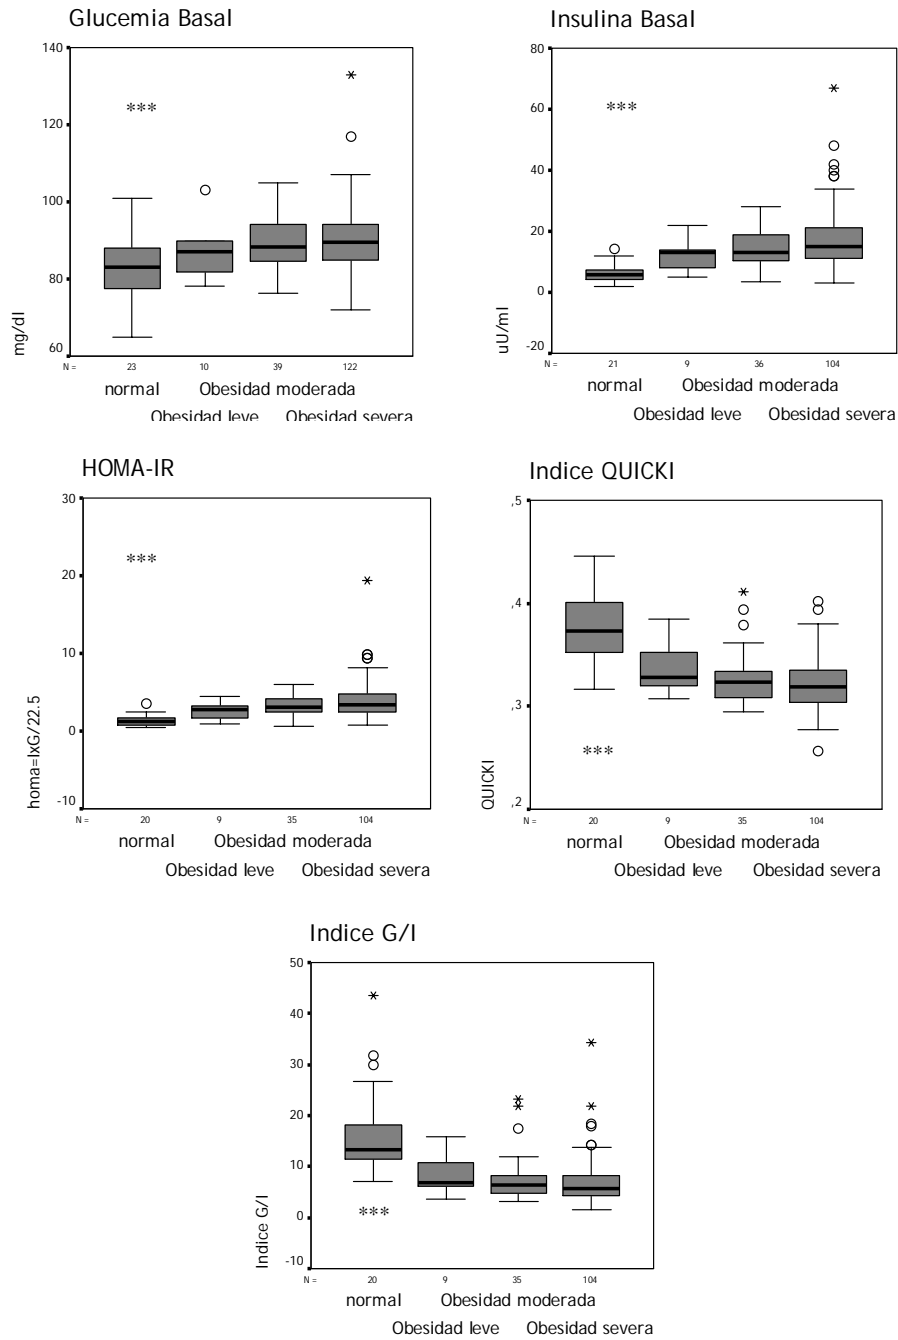 Glucemia Basal
140
120
100
80
60
mg/dl
***
N =
23
10
39
122
normal
Obesidad moderada
Obesidad leve
Obesidad severa
Insulina Basal
80
60
40
20
0
-20
uU/ml
***
N =
21
9
36
104
normal
Obesidad moderada
Obesidad leve
Obesidad severa
HOMA-IR
30
20
10
0
-10
homa=IxG/22.5
***
N =
20
9
35
104
normal
Obesidad moderada
Obesidad leve
Obesidad severa
Indice QUICKI
,5
,4
,3
,2
QUICKI
***
N =
20
9
35
104
normal
Obesidad moderada
Obesidad leve
Obesidad severa
Indice G/I
50
40
30
20
10
0
-10
Indice G/I
***
N =
20
9
35
104
normal
Obesidad moderada
Obesidad leve
Obesidad severa